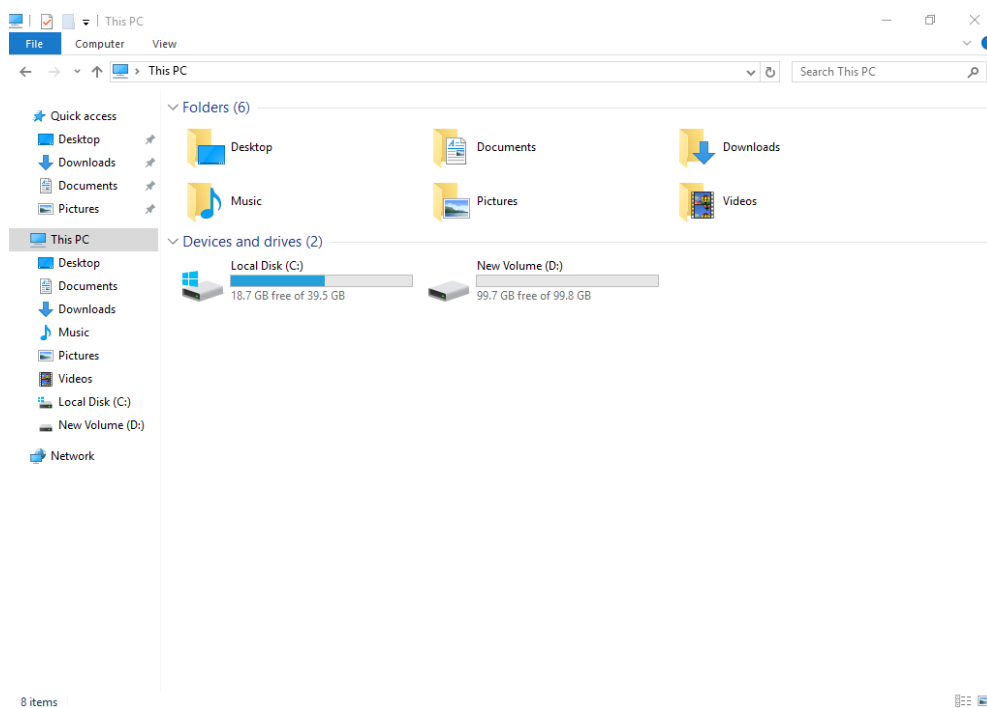 This PC
File Computer View
This PC
Search This PC
Quick access
Desktop
Downloads
Documents
Pictures
This PC
Desktop
Documents
Downloads
Music
Pictures
Videos
Local Disk (C:)
New Volume (D:)
Network
Folders (6)
Desktop Documents Downloads
Music Pictures Videos
Devices and drives (2)
Local Disk (C:)
18.7 GB free of 39.5 GB
New Volume (D:)
99.7 GB free of 99.8 GB
8 items